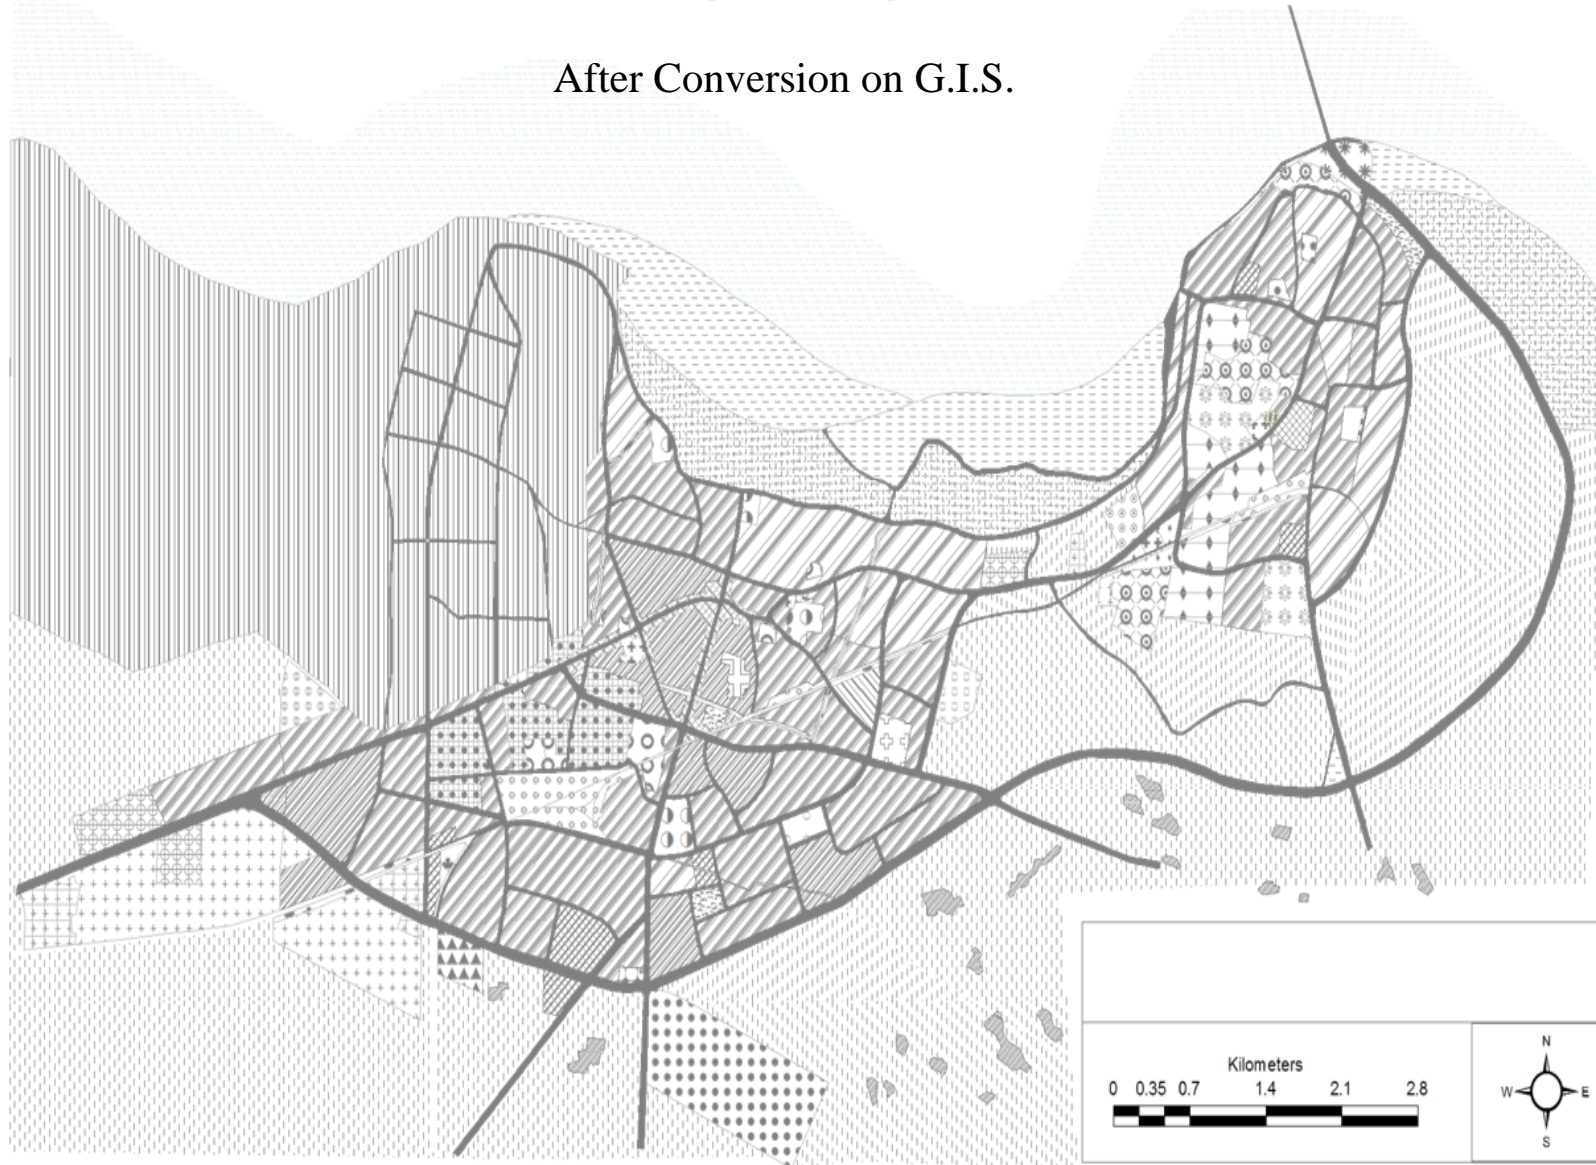 After Conversion on G.I.S.
Kilometers
0 0.35 0.7 1.4 2.1 2.8
N
W E
S